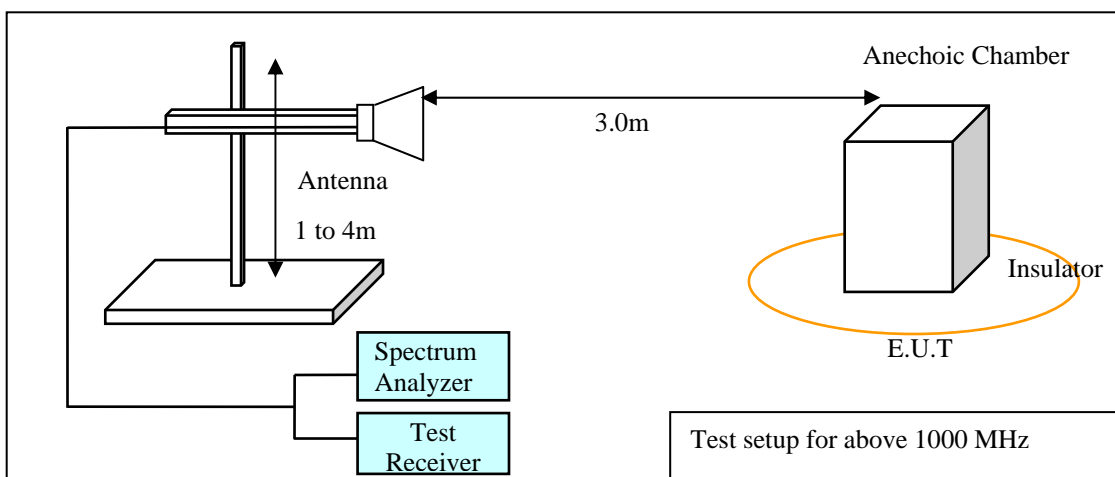 Anechoic Chamber
3.0m
Antenna
1 to 4m
Insulator
E.U.T
Spectrum
Analyzer
Test
Receiver
Test setup for above 1000 MHz